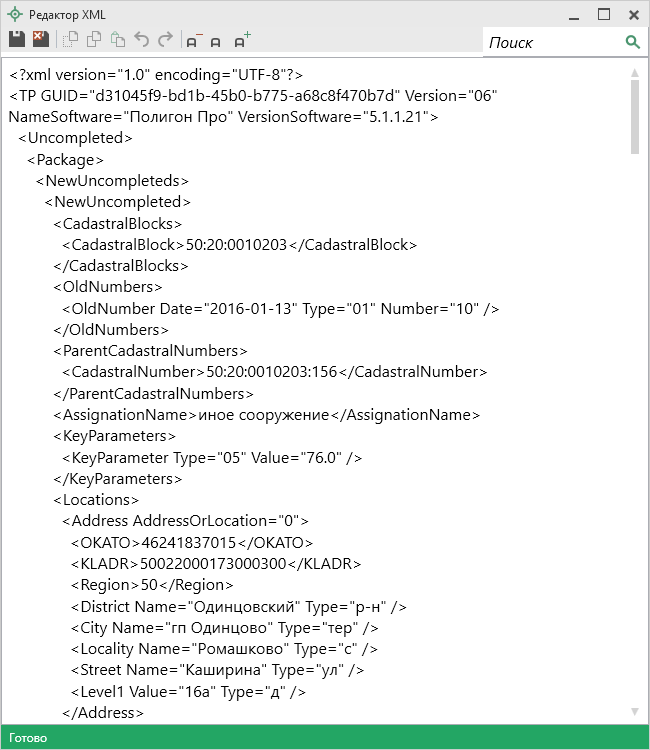 Редактор XML
A A A+
Поиск
<?xml version="1.0" encoding="UTF-8"?>
<TP GUID="d31045f9-bd1b-45b0-b775-a68c8f470b7d" Version="06"
NameSoftware="Полигон Про" VersionSoftware="5.1.1.21">
<Uncompleted>
<Package>
<NewUncompleteds>
<NewUncompleted>
<CadastralBlocks>
<CadastralBlock>50:20:0010203</CadastralBlock>
</CadastralBlocks>
<OldNumbers>
<OldNumber Date="2016-01-13" Type="01" Number="10" />
</OldNumbers>
<ParentCadastralNumbers>
<CadastralNumber>50:20:0010203:156</CadastralNumber>
</ParentCadastralNumbers>
<AssignationName>иное сооружение</AssignationName>
<KeyParameters>
<KeyParameter Type="05" Value="76.0" />
</KeyParameters>
<Locations>
<Address AddressOrLocation="0">
<OKATO>46241837015</OKATO>
<KLADR>50022000173000300</KLADR>
<Region>50</Region>
<District Name="Одинцовский" Type="р-н" />
<City Name="гп Одинцово" Type="тер" />
<Locality Name="Ромашково" Type="с" />
<Street Name="Каширина" Type="ул" />
<Level1 Value="16а" Type="д" />
</Address>
Готово